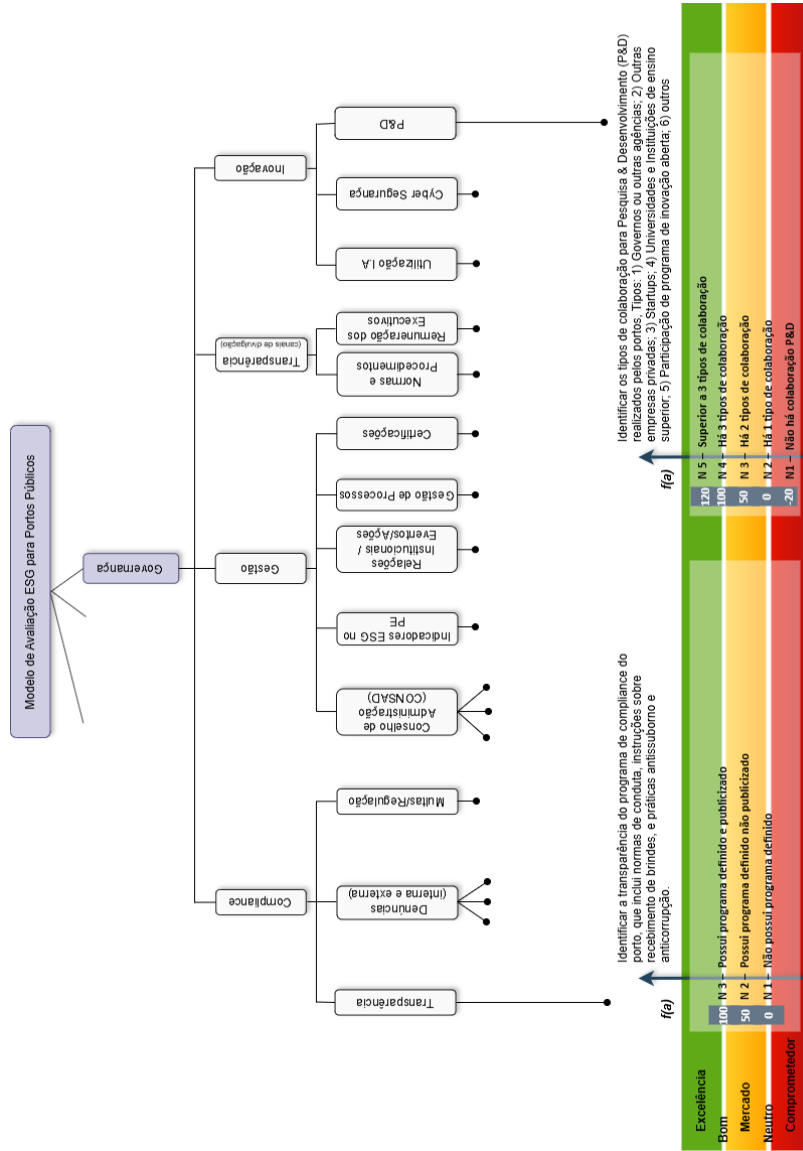 Modelo de Avaliação ESG para Portos Públicos
Governança
Compliance
Gestão
Transparência
(canais de divulgação)
Inovação
Transparência
Denúncias
(interna e externa)
Multas/Regulação
Conselho de
Administração
(CONSAD)
Indicadores ESG no
PE
Relações
Institucionais /
Eventos/Ações
Gestão de Processos
Certificações
Normas e
Procedimentos
Remuneração dos
Executivos
Utilização I.A
Cyber Segurança
P&D
Identificar a transparência do programa de compliance do
porto, que inclui normas de conduta, instruções sobre
recebimento de brindes, e práticas antissuborno e
anticorrupção.
f(a)
100 N 3 – Possui programa definido e publicizado
50 N 2 – Possui programa definido não publicizado
0 N 1 – Não possui programa definido
Identificar os tipos de colaboração para Pesquisa & Desenvolvimento (P&D)
realizados pelos portos, Tipos: 1) Governos ou outras agências; 2) Outras
empresas privadas; 3) Startups; 4) Universidades e Instituições de ensino
superior; 5) Participação de programa de inovação aberta; 6) outros
f(a)
120 N 5 – Superior a 3 tipos de colaboração
100 N 4 – Há 3 tipos de colaboração
50 N 3 – Há 2 tipos de colaboração
0 N 2 – Há 1 tipo de colaboração
-20 N1 – Não há colaboração P&D
Excelência
Bom
Mercado
Neutro
Comprometedor